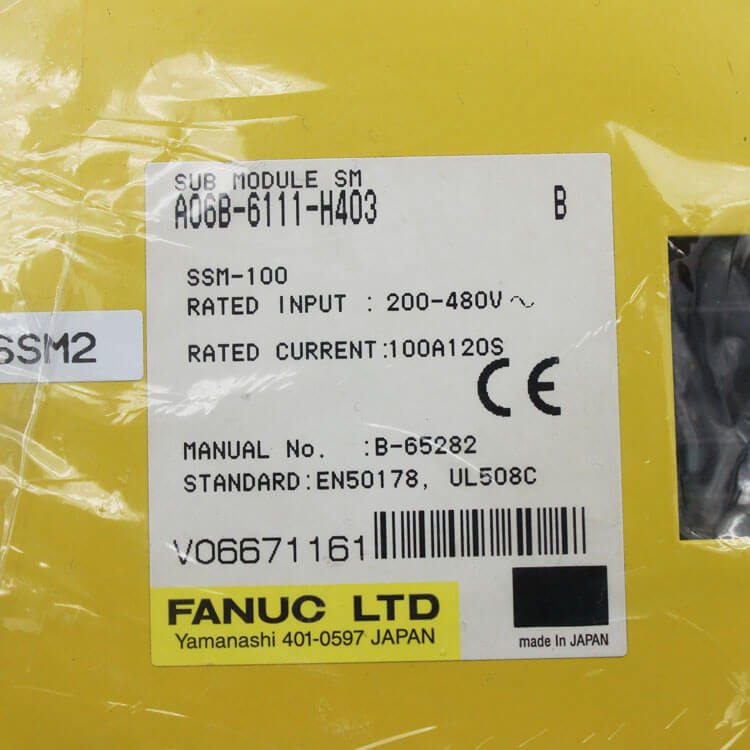 SUB MODULE SM
A06B-6111-H403 B
SSM-100
RATED INPUT : 200-480V ~
SSM2
RATED CURRENT:100A120S
CE
MANUAL No. :B-65282
STANDARD:EN50178, UL508C
V06671161
FANUC LTD
Yamanashi 401-0597 JAPAN
made In JAPAN